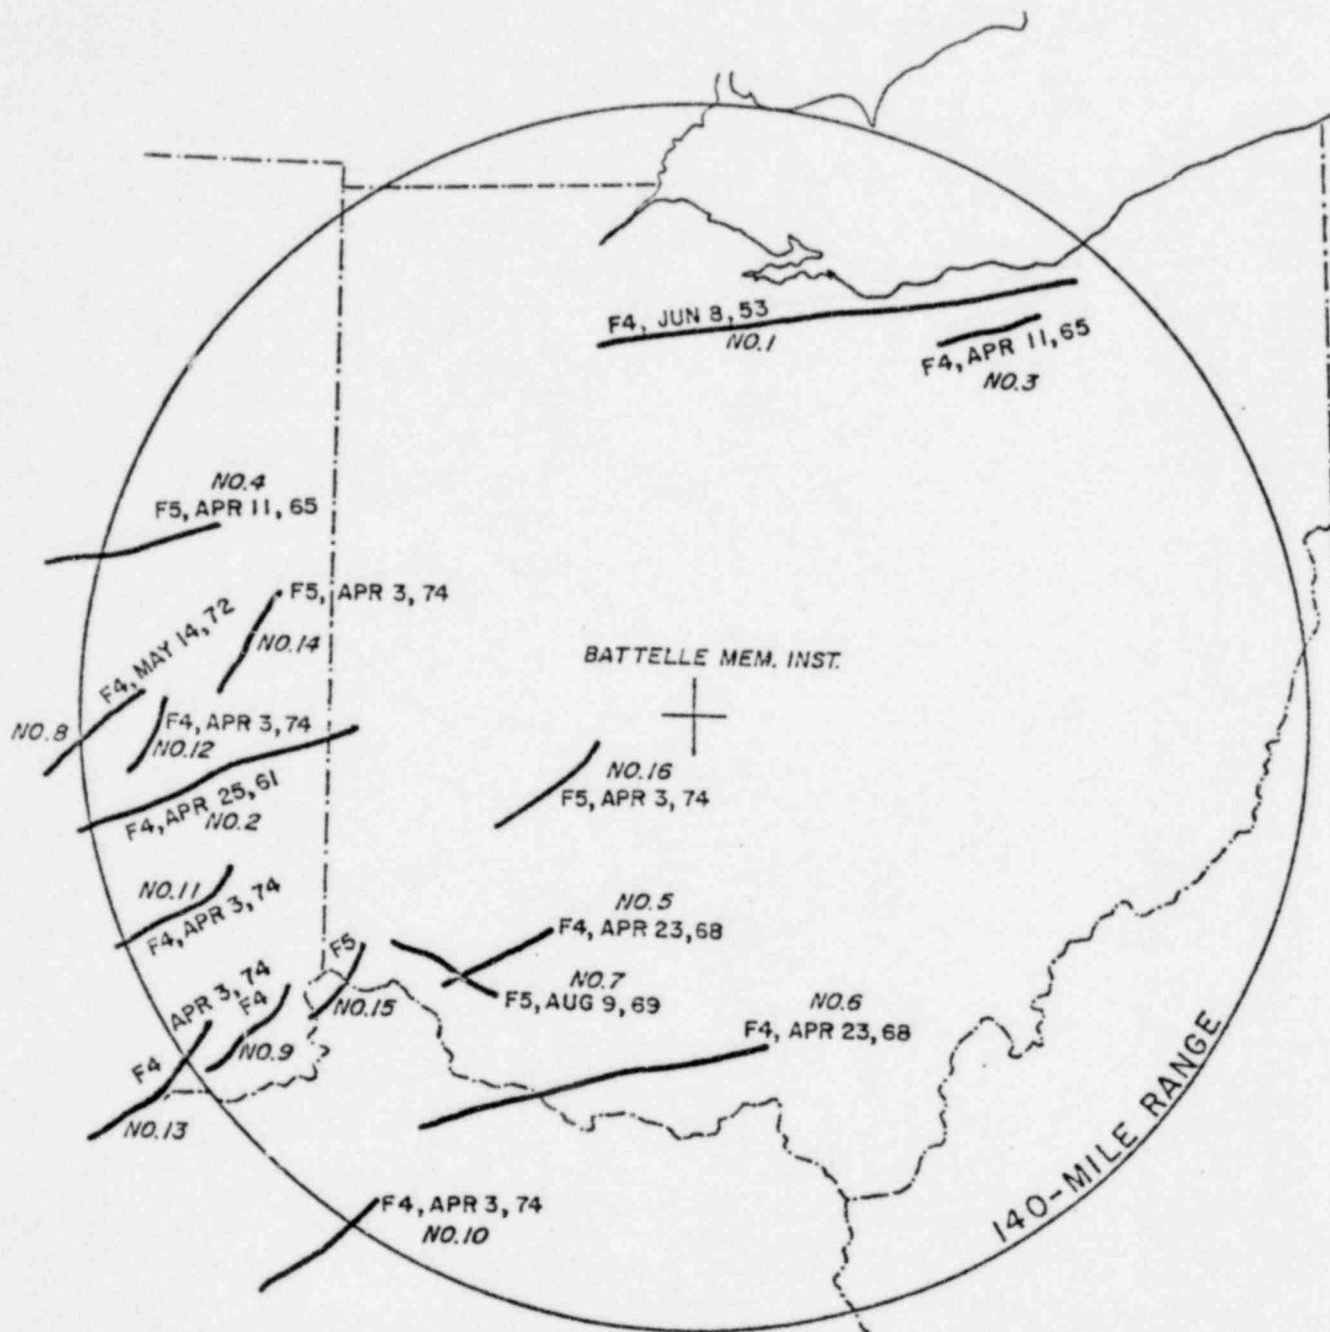 F4, JUN 8, 53
NO.1
F4, APR 11, 65
NO.3
NO.4
F5, APR 11, 65
F5, APR 3, 74
NO.14
F4, MAY 14, 72
NO.8
F4, APR 3, 74
NO.12
F4, APR 25, 61
NO.2
BATTELLE MEM. INST.
NO.16
F5, APR 3, 74
NO.11
F4, APR 3, 74
NO.5
F4, APR 23, 68
NO.7
F5, AUG 9, 69
F5
NO.15
APR 3, 74
F4
NO.9
F4
NO.13
NO.6
F4, APR 23, 68
F4, APR 3, 74
NO.10
140-MILE RANGE